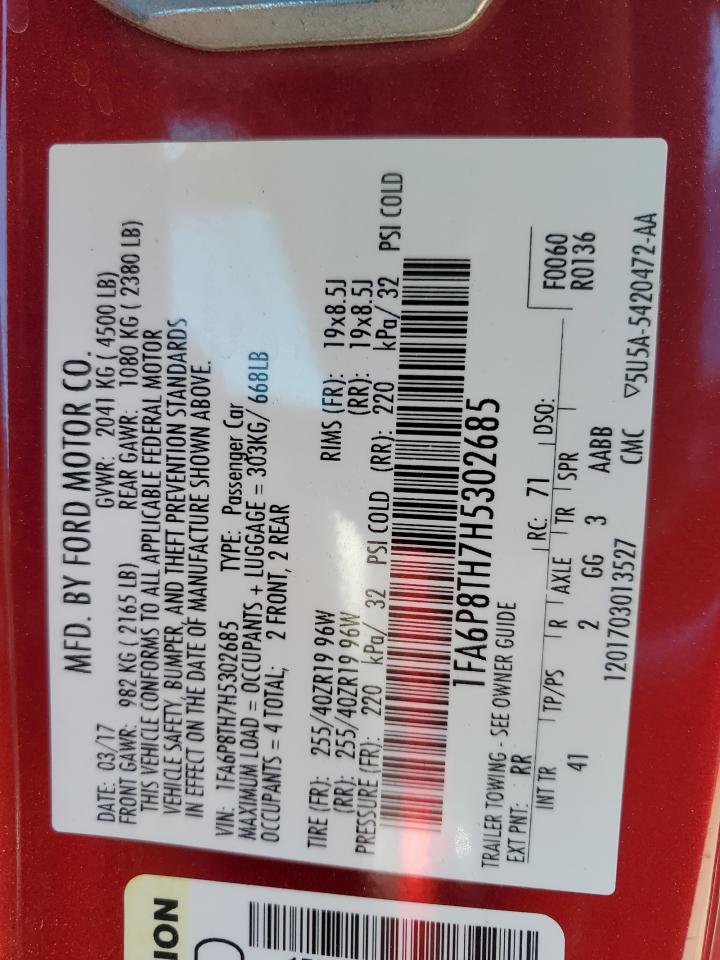 MFD. BY FORD MOTOR CO.
DATE: 03/17 GVWR: 2041 KG ( 4500 LB)
FRONT GAWR: 982 KG ( 2165 LB) REAR GAWR: 1080 KG ( 2380 LB)
THIS VEHICLE CONFORMS TO ALL APPLICABLE FEDERAL MOTOR
VEHICLE SAFETY, BUMPER, AND THEFT PREVENTION STANDARDS
IN EFFECT ON THE DATE OF MANUFACTURE SHOWN ABOVE.
VIN: 1FA6P8TH7H5302685 TYPE: Passenger Car
MAXIMUM LOAD = OCCUPANTS + LUGGAGE = 303KG/ 668LB
OCCUPANTS = 4 TOTAL; 2 FRONT, 2 REAR
TIRE (FR): 255/40ZR19 96W RIMS (FR): 19x8.5J
(RR): 255/40ZR19 96W (RR): 19x8.5J
PRESSURE (FR): 220 kPa/ 32 PSI COLD (RR): 220 kPa/ 32 PSI COLD
1FA6P8TH7H5302685
TRAILER TOWING - SEE OWNER GUIDE
EXT PNT: RR RC: 71 DSO: F0060
R0136
INT TR TP/PS R AXLE TR SPR
41 2 GG 3 AABB
1201703013527 CMC ▽5U5A-5420472-AA
ION